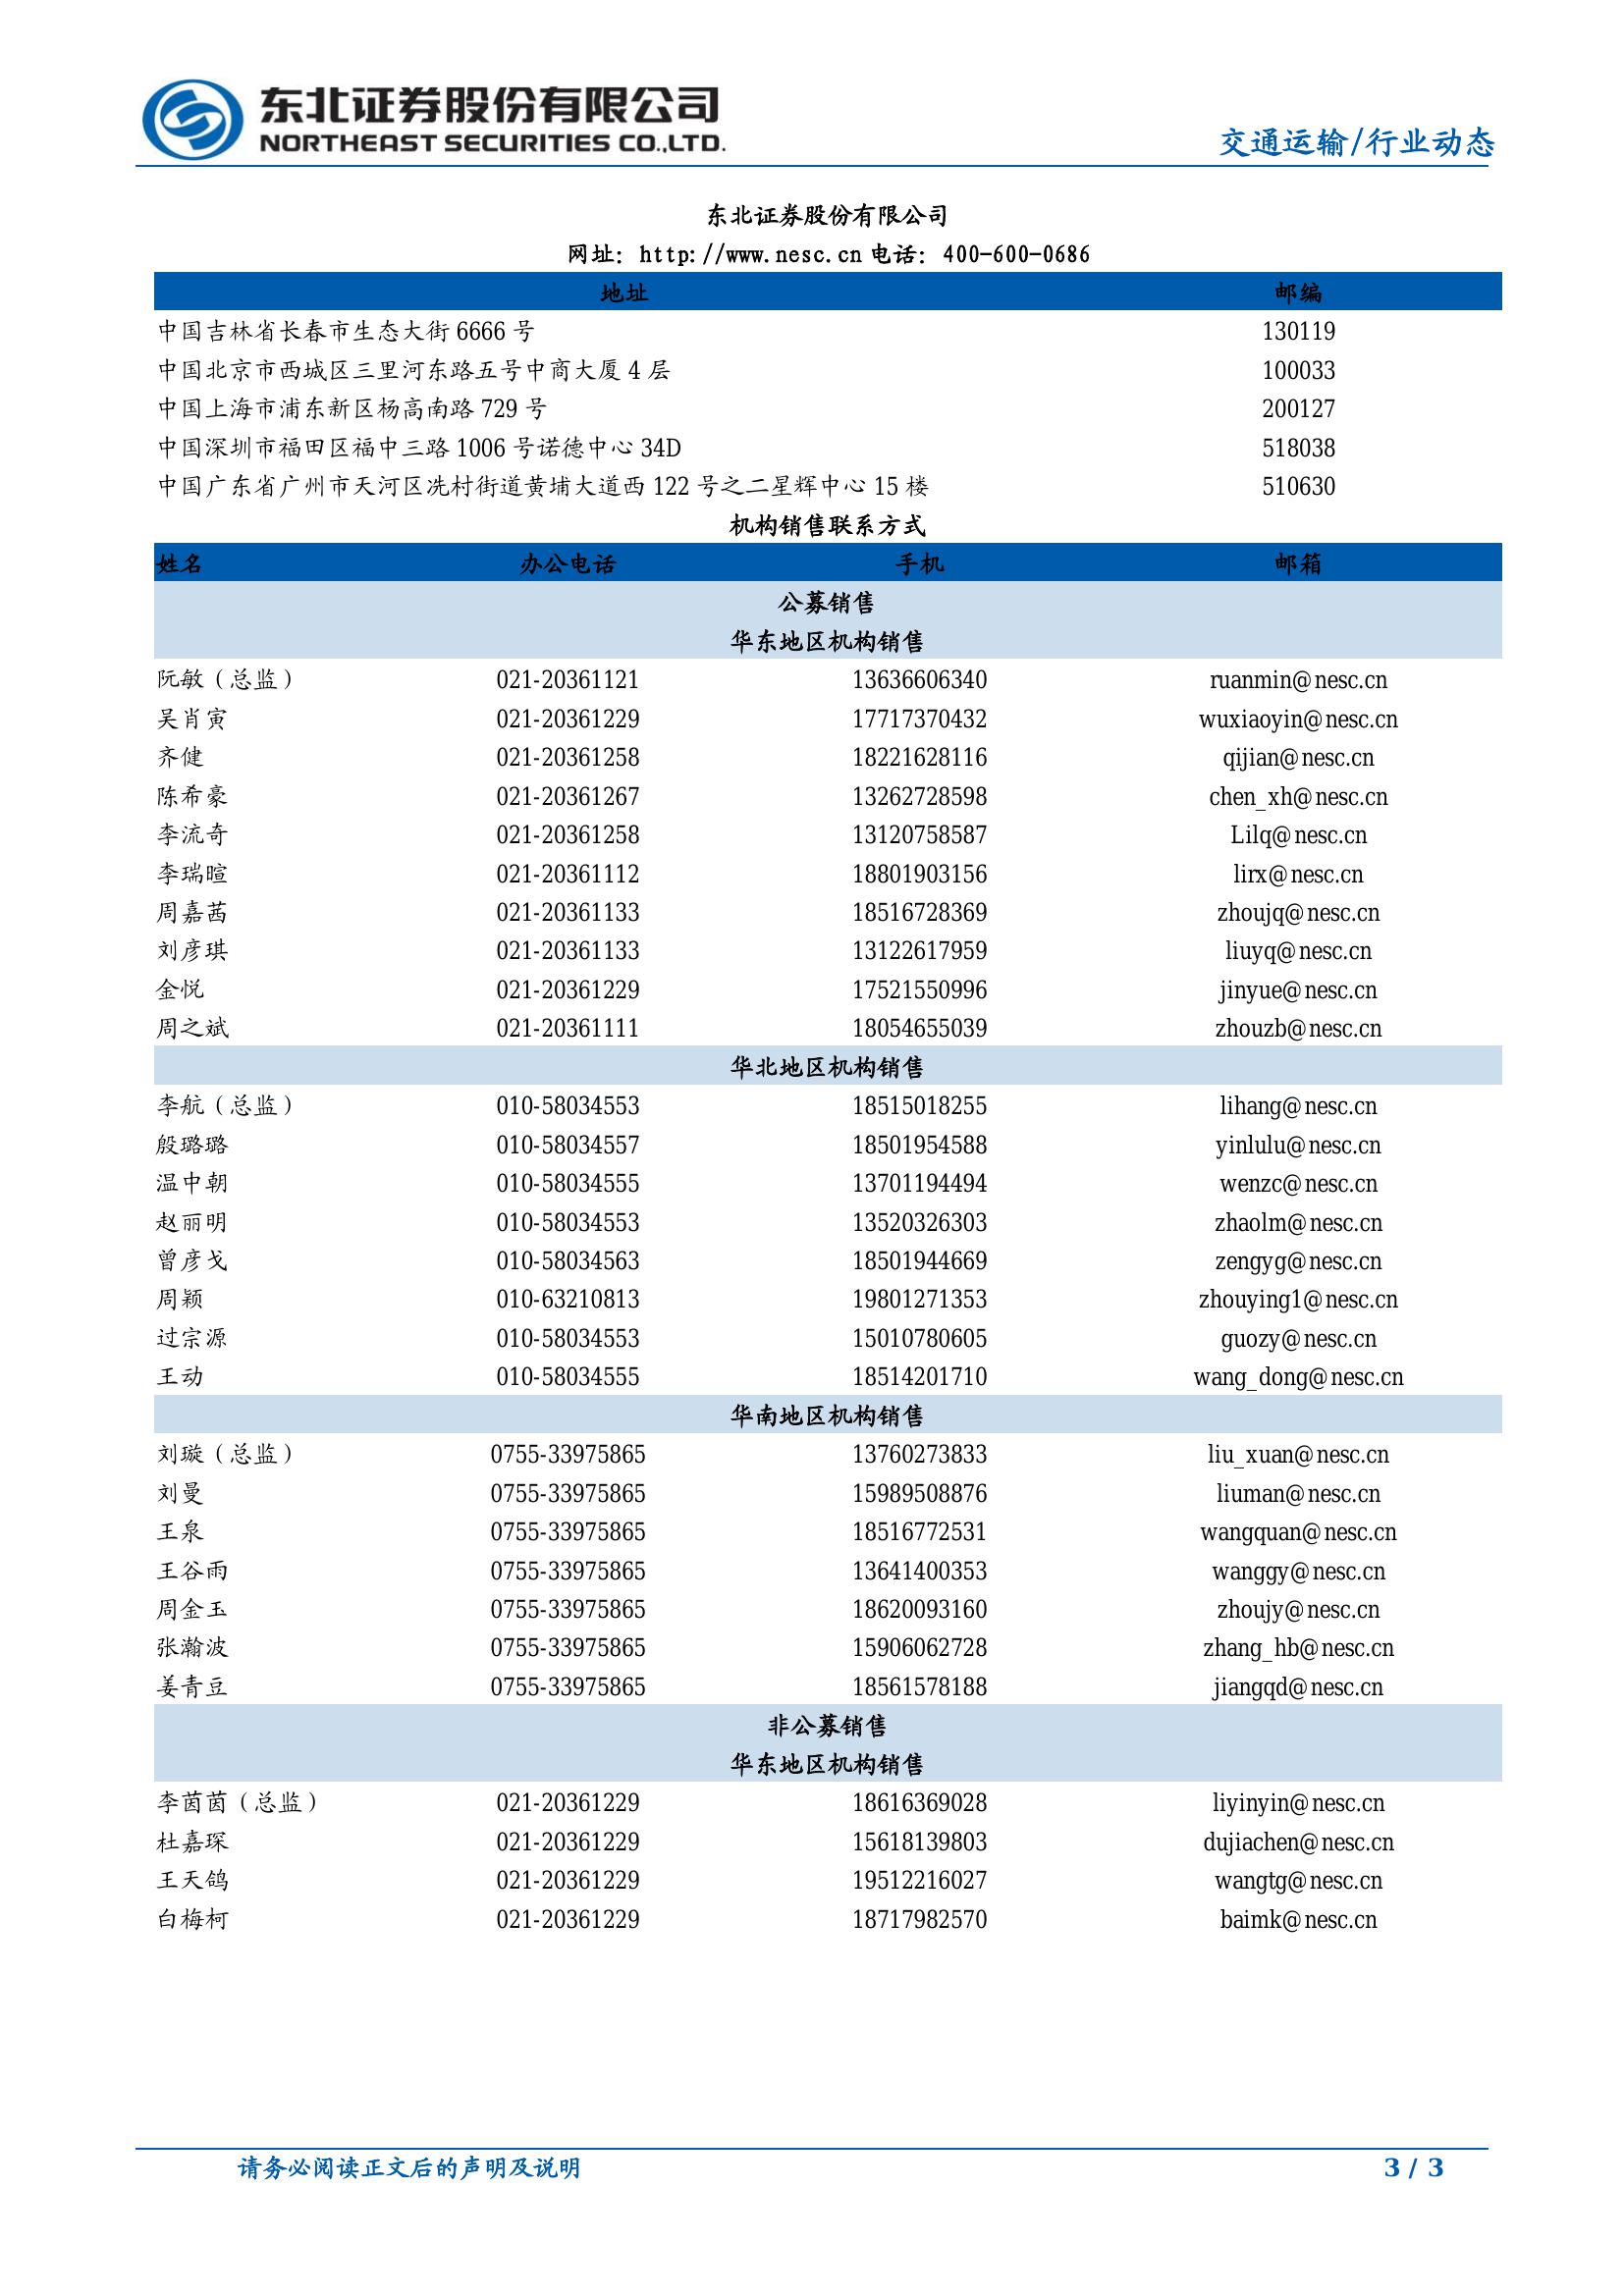 东北证券股份有限公司
NORTHEAST SECURITIES CO.,LTD.
交通运输/行业动态
东北证券股份有限公司
网址：http://www.nesc.cn 电话：400-600-0686
地址 邮编
中国吉林省长春市生态大街 6666 号 130119
中国北京市西城区三里河东路五号中商大厦 4 层 100033
中国上海市浦东新区杨高南路 729 号 200127
中国深圳市福田区福中三路 1006 号诺德中心 34D 518038
中国广东省广州市天河区冼村街道黄埔大道西 122 号之二星辉中心 15 楼 510630
机构销售联系方式
姓名 办公电话 手机 邮箱
公募销售
华东地区机构销售
阮敏（总监） 021-20361121 13636606340 ruanmin@nesc.cn
吴肖寅 021-20361229 17717370432 wuxiaoyin@nesc.cn
齐健 021-20361258 18221628116 qijian@nesc.cn
陈希豪 021-20361267 13262728598 chen_xh@nesc.cn
李流奇 021-20361258 13120758587 Lilq@nesc.cn
李瑞暄 021-20361112 18801903156 lirx@nesc.cn
周嘉茜 021-20361133 18516728369 zhoujq@nesc.cn
刘彦琪 021-20361133 13122617959 liuyq@nesc.cn
金悦 021-20361229 17521550996 jinyue@nesc.cn
周之斌 021-20361111 18054655039 zhouzb@nesc.cn
华北地区机构销售
李航（总监） 010-58034553 18515018255 lihang@nesc.cn
殷璐璐 010-58034557 18501954588 yinlulu@nesc.cn
温中朝 010-58034555 13701194494 wenzc@nesc.cn
赵丽明 010-58034553 13520326303 zhaolm@nesc.cn
曾彦戈 010-58034563 18501944669 zengyg@nesc.cn
周颖 010-63210813 19801271353 zhouying1@nesc.cn
过宗源 010-58034553 15010780605 guozy@nesc.cn
王动 010-58034555 18514201710 wang_dong@nesc.cn
华南地区机构销售
刘璇（总监） 0755-33975865 13760273833 liu_xuan@nesc.cn
刘曼 0755-33975865 15989508876 liuman@nesc.cn
王泉 0755-33975865 18516772531 wangquan@nesc.cn
王谷雨 0755-33975865 13641400353 wanggy@nesc.cn
周金玉 0755-33975865 18620093160 zhoujy@nesc.cn
张瀚波 0755-33975865 15906062728 zhang_hb@nesc.cn
姜青豆 0755-33975865 18561578188 jiangqd@nesc.cn
非公募销售
华东地区机构销售
李茵茵（总监） 021-20361229 18616369028 liyinyin@nesc.cn
杜嘉琛 021-20361229 15618139803 dujiachen@nesc.cn
王天鸽 021-20361229 19512216027 wangtg@nesc.cn
白梅柯 021-20361229 18717982570 baimk@nesc.cn
请务必阅读正文后的声明及说明 3 / 3